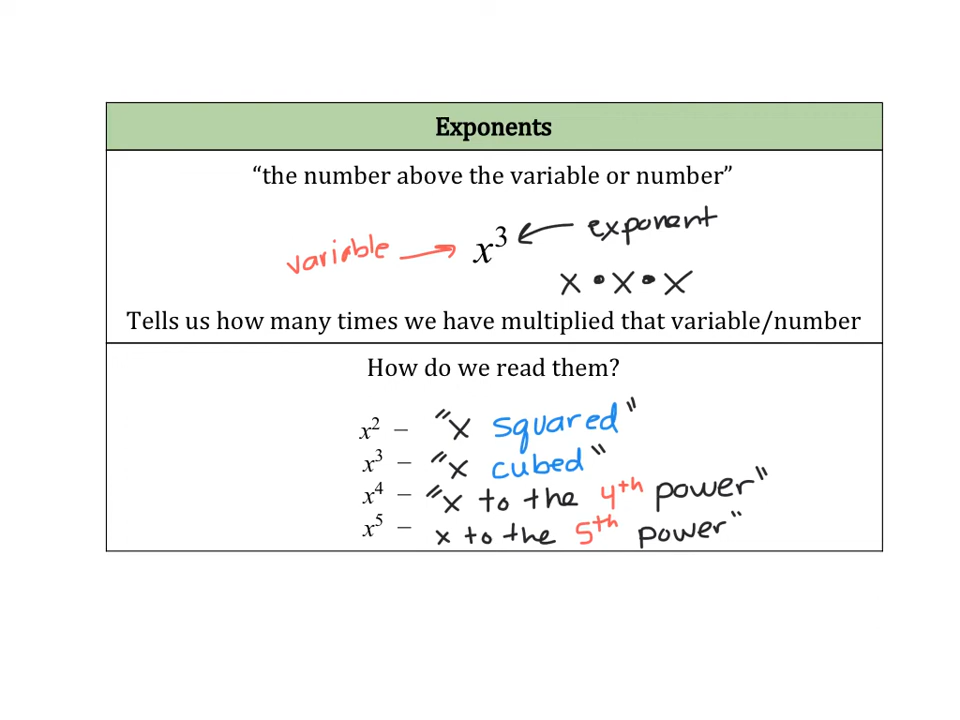 Exponents
“the number above the variable or number”
variable → x³ ← exponent
x • x • x
Tells us how many times we have multiplied that variable/number
How do we read them?
x² – "x squared"
x³ – "x cubed"
x⁴ – "x to the 4th power"
x⁵ – x to the 5th power"